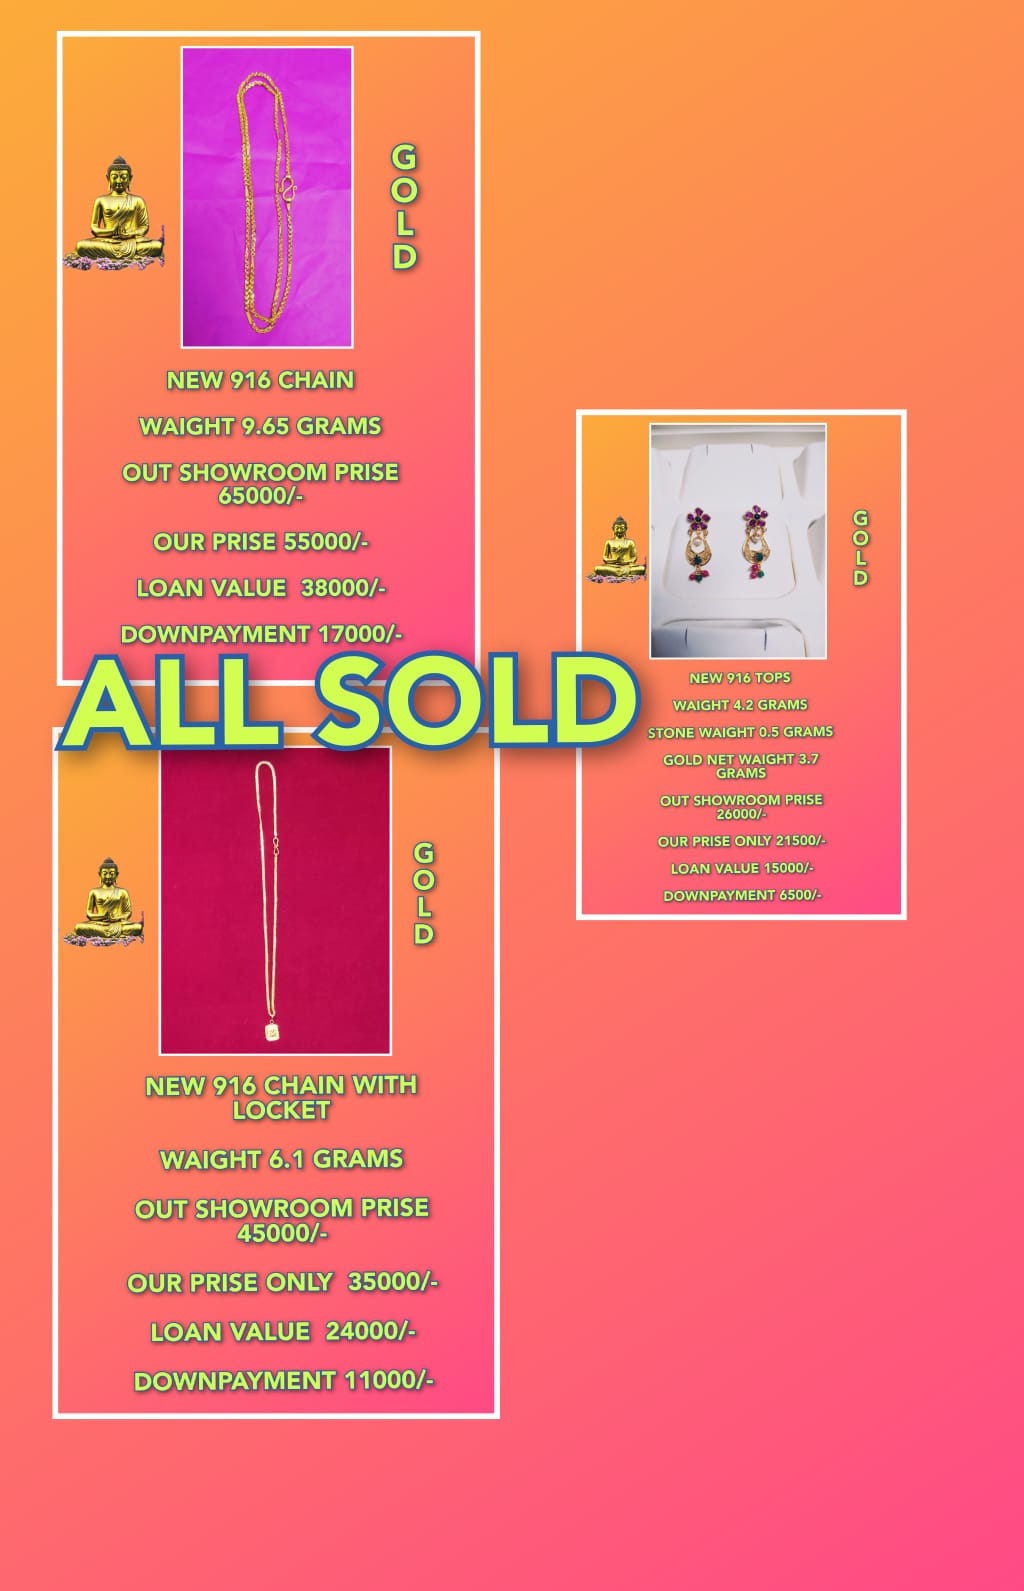 GOLD
NEW 916 CHAIN
WAIGHT 9.65 GRAMS
OUT SHOWROOM PRISE
65000/-
OUR PRISE 55000/-
LOAN VALUE 38000/-
DOWNPAYMENT 17000/-
ALL SOLD
GOLD
NEW 916 CHAIN WITH
LOCKET
WAIGHT 6.1 GRAMS
OUT SHOWROOM PRISE
45000/-
OUR PRISE ONLY 35000/-
LOAN VALUE 24000/-
DOWNPAYMENT 11000/-
GOLD
NEW 916 TOPS
WAIGHT 4.2 GRAMS
STONE WAIGHT 0.5 GRAMS
GOLD NET WAIGHT 3.7
GRAMS
OUT SHOWROOM PRISE
26000/-
OUR PRISE ONLY 21500/-
LOAN VALUE 15000/-
DOWNPAYMENT 6500/-